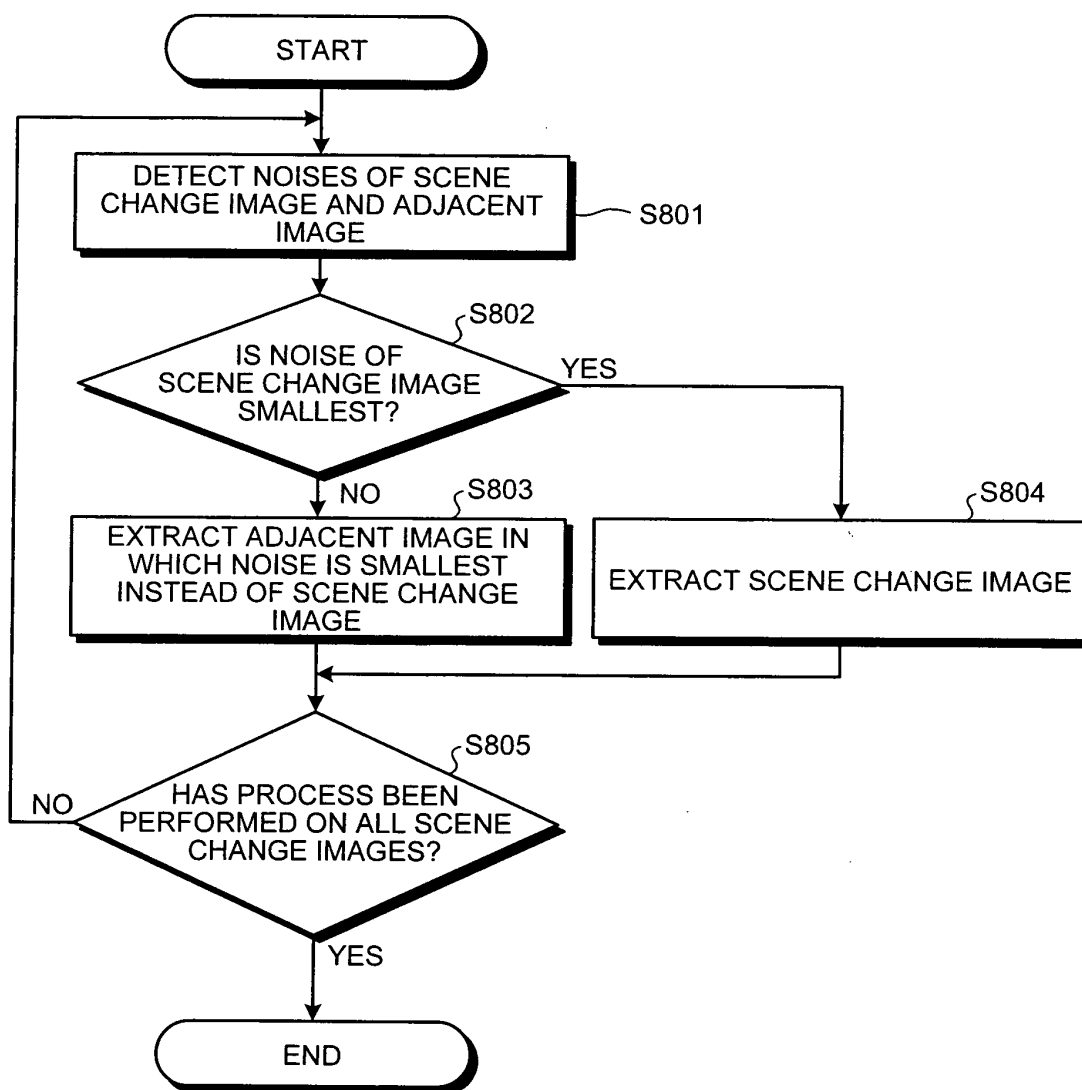 START
DETECT NOISES OF SCENE
CHANGE IMAGE AND ADJACENT
IMAGE
S801
S802
IS NOISE OF
SCENE CHANGE IMAGE
SMALLEST?
YES
NO
S803
EXTRACT ADJACENT IMAGE IN
WHICH NOISE IS SMALLEST
INSTEAD OF SCENE CHANGE
IMAGE
S804
EXTRACT SCENE CHANGE IMAGE
S805
HAS PROCESS BEEN
PERFORMED ON ALL SCENE
CHANGE IMAGES?
NO
YES
END